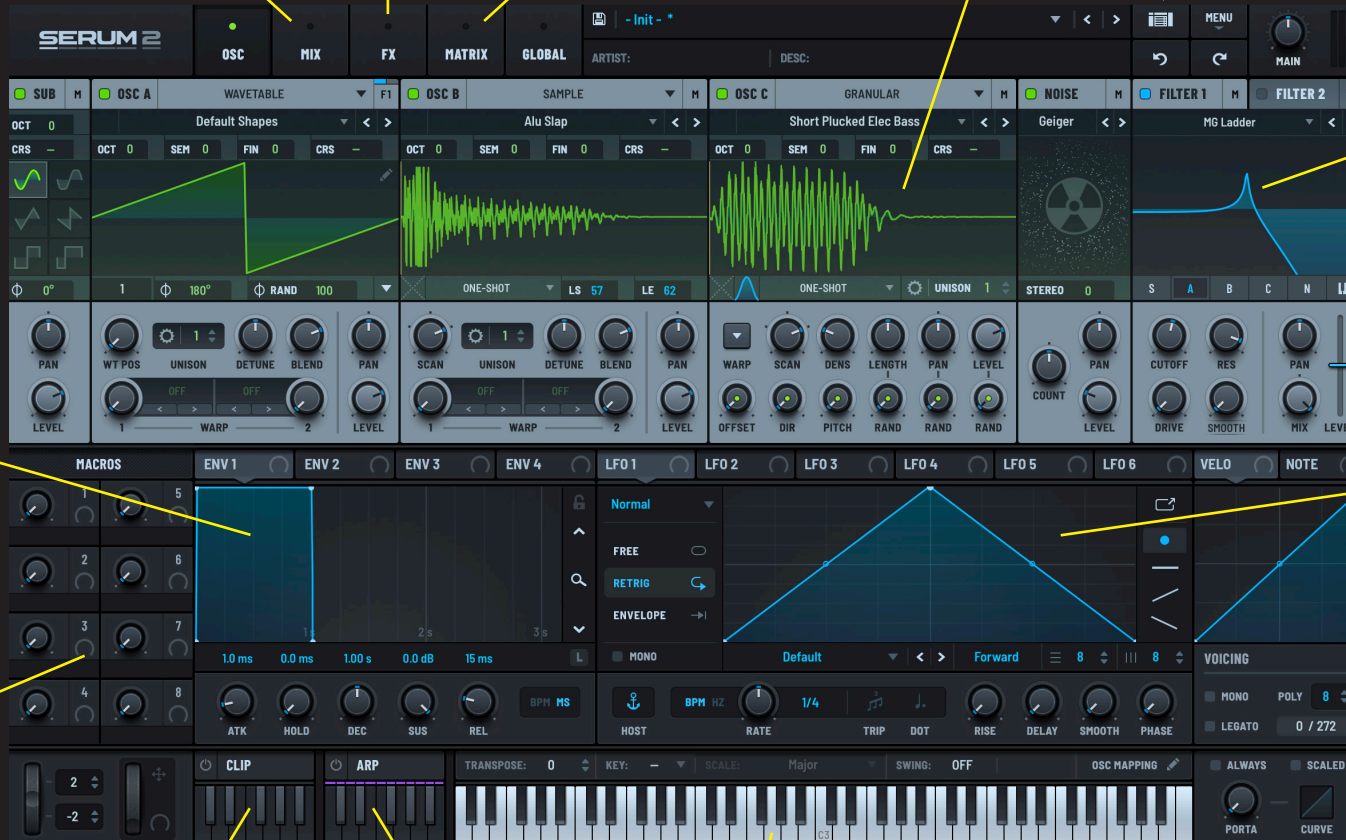 SERUM 2
OSC
MIX
FX
MATRIX
GLOBAL
- Init - *
ARTIST:
DESC:
MENU
MAIN
SUB M
OSC A WAVETABLE F1
OSC B SAMPLE M
OSC C GRANULAR M
NOISE M
FILTER 1 M
FILTER 2
OCT 0
CRS –
Default Shapes
OCT 0 SEM 0 FIN 0 CRS –
Alu Slap
OCT 0 SEM 0 FIN 0 CRS –
Short Plucked Elec Bass
OCT 0 SEM 0 FIN 0 CRS –
Geiger
MG Ladder
0°
1 180° RAND 100
ONE-SHOT LS 57 LE 62
ONE-SHOT UNISON 1
STEREO 0
S A B C N
PAN
LEVEL
WT POS 1 UNISON DETUNE BLEND PAN
OFF OFF
1 WARP 2 LEVEL
SCAN 1 UNISON DETUNE BLEND PAN
OFF OFF
1 WARP 2 LEVEL
WARP SCAN DENS LENGTH PAN LEVEL
OFFSET DIR PITCH RAND RAND RAND
COUNT PAN
LEVEL
CUTOFF RES PAN
DRIVE SMOOTH MIX LEVE
MACROS
ENV 1 ENV 2 ENV 3 ENV 4
LFO 1 LFO 2 LFO 3 LFO 4 LFO 5 LFO 6
VELO NOTE
1 5
2 6
3 7
4 8
1s 2s 3s
1.0 ms 0.0 ms 1.00 s 0.0 dB 15 ms L
ATK HOLD DEC SUS REL
BPM MS
Normal
FREE
RETRIG
ENVELOPE
MONO
Default Forward 8 8
HOST
BPM HZ 1/4
RATE TRIP 3 DOT RISE DELAY SMOOTH PHASE
VOICING
MONO POLY 8
LEGATO 0 / 272
2
-2
CLIP
ARP
TRANSPOSE: 0 KEY: – SCALE: Major SWING: OFF OSC MAPPING
C3
ALWAYS SCALED
PORTA CURVE